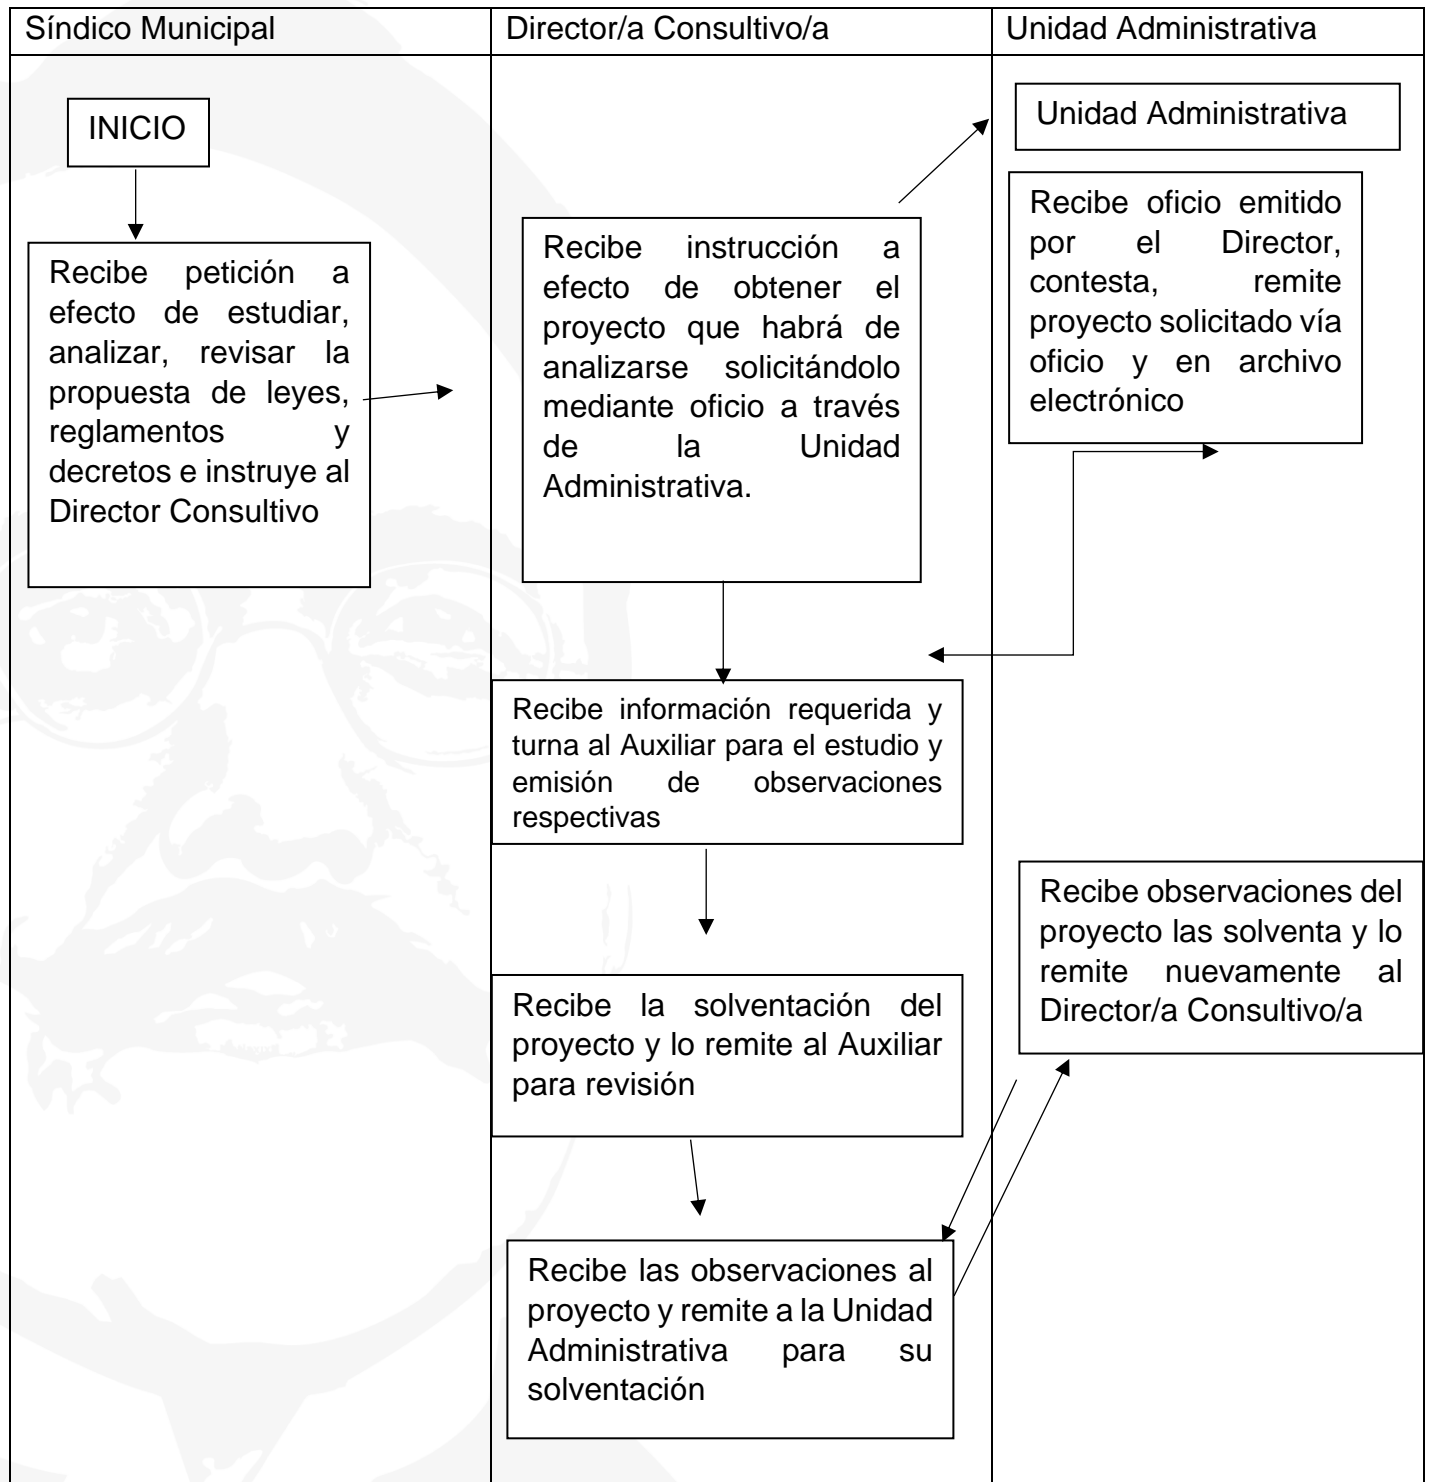 Síndico Municipal
Director/a Consultivo/a
Unidad Administrativa
INICIO
Recibe petición a
efecto de estudiar,
analizar, revisar la
propuesta de leyes,
reglamentos y
decretos e instruye al
Director Consultivo
Recibe instrucción a
efecto de obtener el
proyecto que habrá de
analizarse solicitándolo
mediante oficio a través
de la Unidad
Administrativa.
Unidad Administrativa
Recibe oficio emitido
por el Director,
contesta, remite
proyecto solicitado vía
oficio y en archivo
electrónico
Recibe información requerida y
turna al Auxiliar para el estudio y
emisión de observaciones
respectivas
Recibe la solventación del
proyecto y lo remite al Auxiliar
para revisión
Recibe observaciones del
proyecto las solventa y lo
remite nuevamente al
Director/a Consultivo/a
Recibe las observaciones al
proyecto y remite a la Unidad
Administrativa para su
solventación